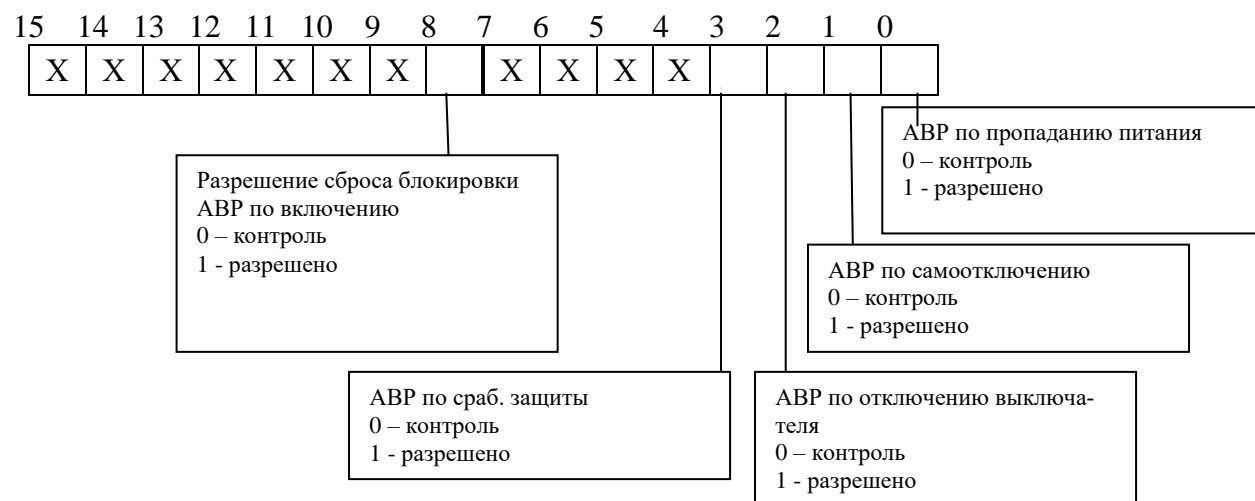 15 14 13 12 11 10 9 8 7 6 5 4 3 2 1 0
X X X X X X X X X X X
АВР по пропаданию питания
0 – контроль
1 - разрешено
Разрешение сброса блокировки
АВР по включению
0 – контроль
1 - разрешено
АВР по самоотключению
0 – контроль
1 - разрешено
АВР по сраб. защиты
0 – контроль
1 - разрешено
АВР по отключению выключа-
теля
0 – контроль
1 - разрешено